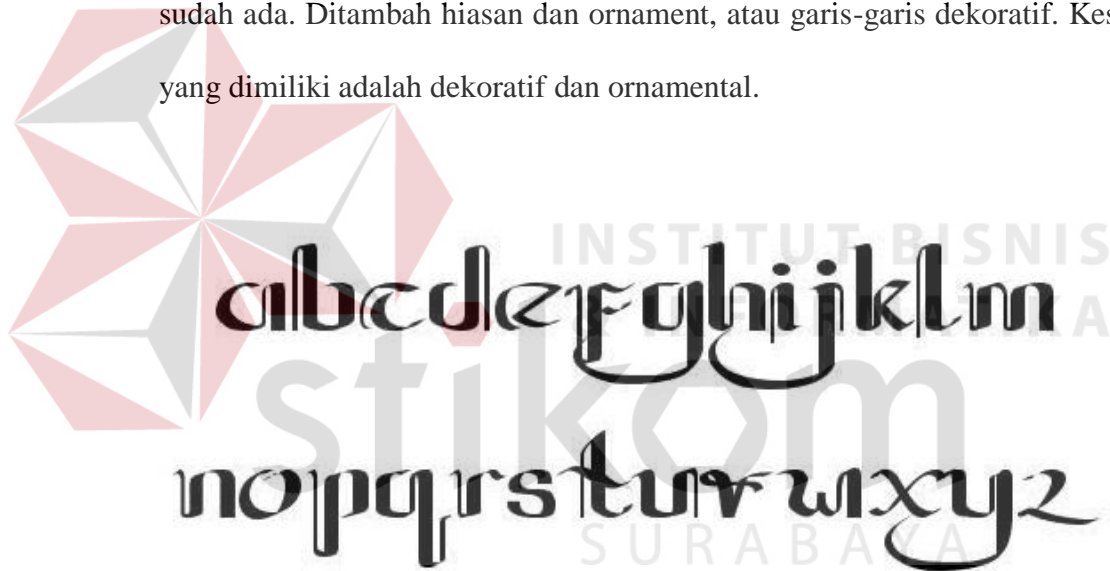 sudah ada. Ditambah hiasan dan ornament, atau garis-garis dekoratif. Kes
yang dimiliki adalah dekoratif dan ornamental.
INSTITUT BISNIS
& INFORMATIKA
abcdefghijklm
stikom
nopqrstuvwxyz
SURABAYA